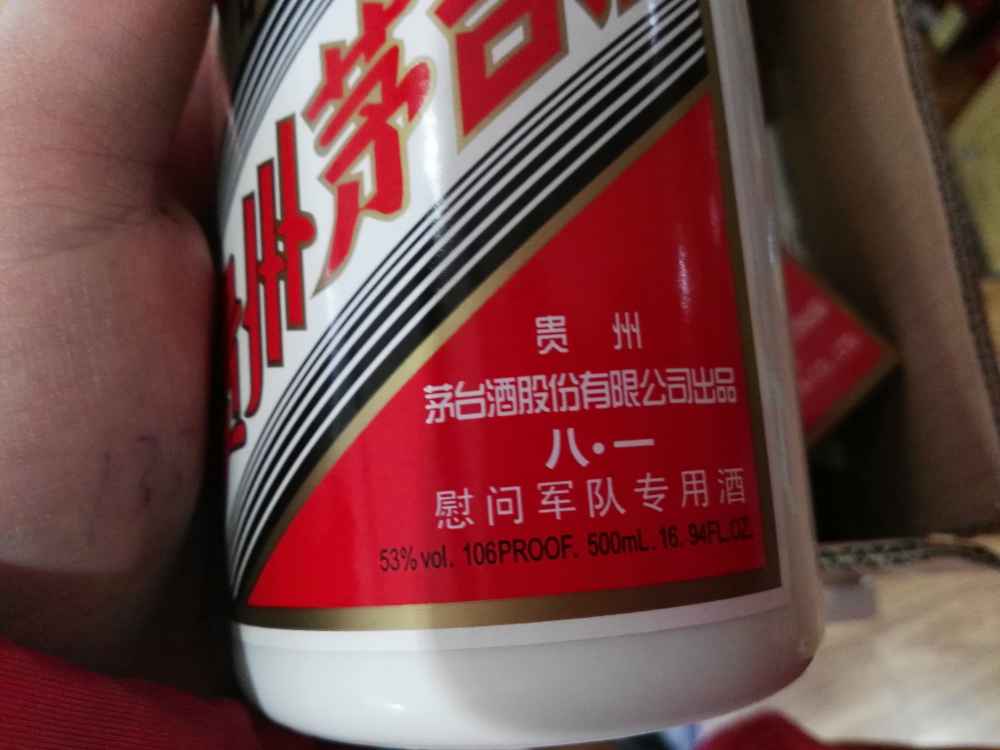 贵州茅台
贵 州
茅台酒股份有限公司出品
八·一
慰问军队专用酒
53%vol. 106PROOF. 500mL. 16. 94FL.OZ.